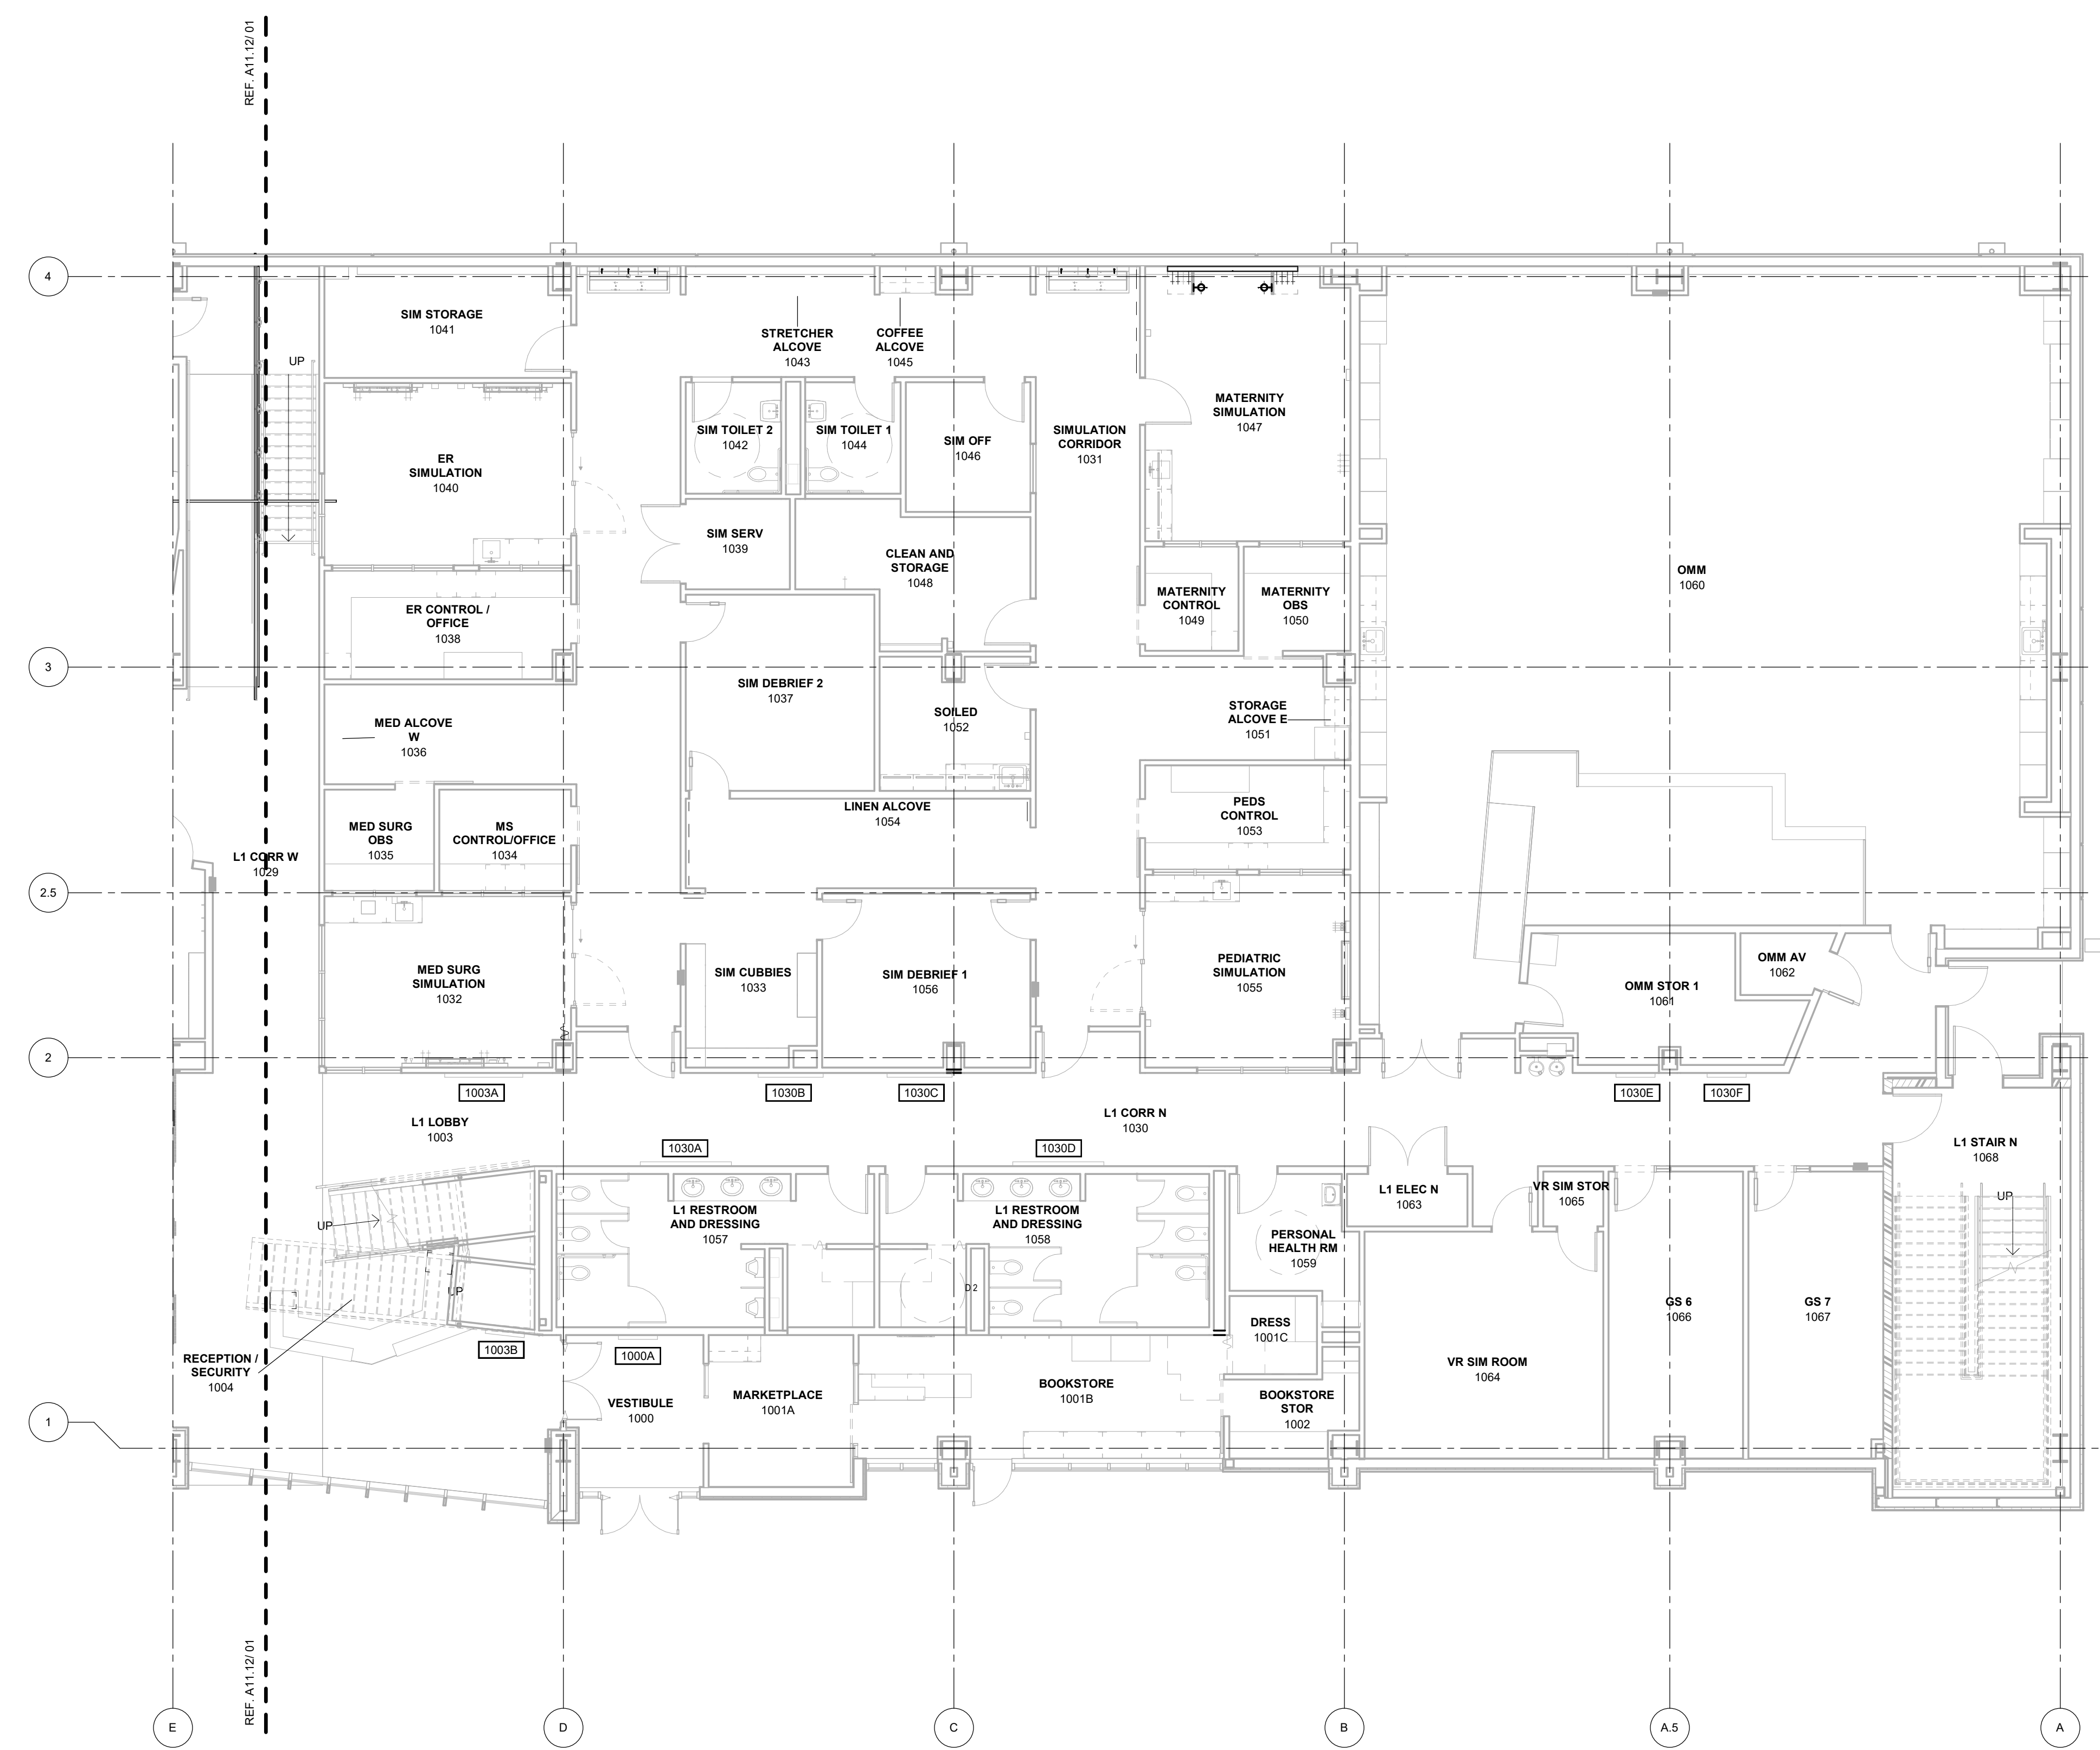 REF. A11.12/ 01
4
SIM STORAGE
1041
UP
STRETCHER
ALCOVE
1043
COFFEE
ALCOVE
1045
MATERNITY
SIMULATION
1047
SIM TOILET 2
1042
SIM TOILET 1
1044
SIM OFF
1046
SIMULATION
CORRIDOR
1031
ER
SIMULATION
1040
SIM SERV
1039
CLEAN AND
STORAGE
1048
OMM
1060
ER CONTROL /
OFFICE
1038
MATERNITY
CONTROL
1049
MATERNITY
OBS
1050
3
SIM DEBRIEF 2
1037
SOILED
1052
STORAGE
ALCOVE E
1051
MED ALCOVE
W
1036
LINEN ALCOVE
1054
PEDS
CONTROL
1053
MED SURG
OBS
1035
MS
CONTROL/OFFICE
1034
L1 CORR W
1029
2.5
MED SURG
SIMULATION
1032
SIM CUBBIES
1033
SIM DEBRIEF 1
1056
PEDIATRIC
SIMULATION
1055
OMM STOR 1
1061
OMM AV
1062
2
1003A
1030B
1030C
1030E
1030F
L1 LOBBY
1003
L1 CORR N
1030
1030A
1030D
L1 STAIR N
1068
UP
UP
L1 RESTROOM
AND DRESSING
1057
L1 RESTROOM
AND DRESSING
1058
PERSONAL
HEALTH RM
1059
L1 ELEC N
1063
VR SIM STOR
1065
UP
D 2
GS 6
1066
GS 7
1067
DRESS
1001C
1003B
1000A
RECEPTION /
SECURITY
1004
VESTIBULE
1000
MARKETPLACE
1001A
BOOKSTORE
1001B
BOOKSTORE
STOR
1002
VR SIM ROOM
1064
1
REF. A11.12/ 01
E
D
C
B
A.5
A